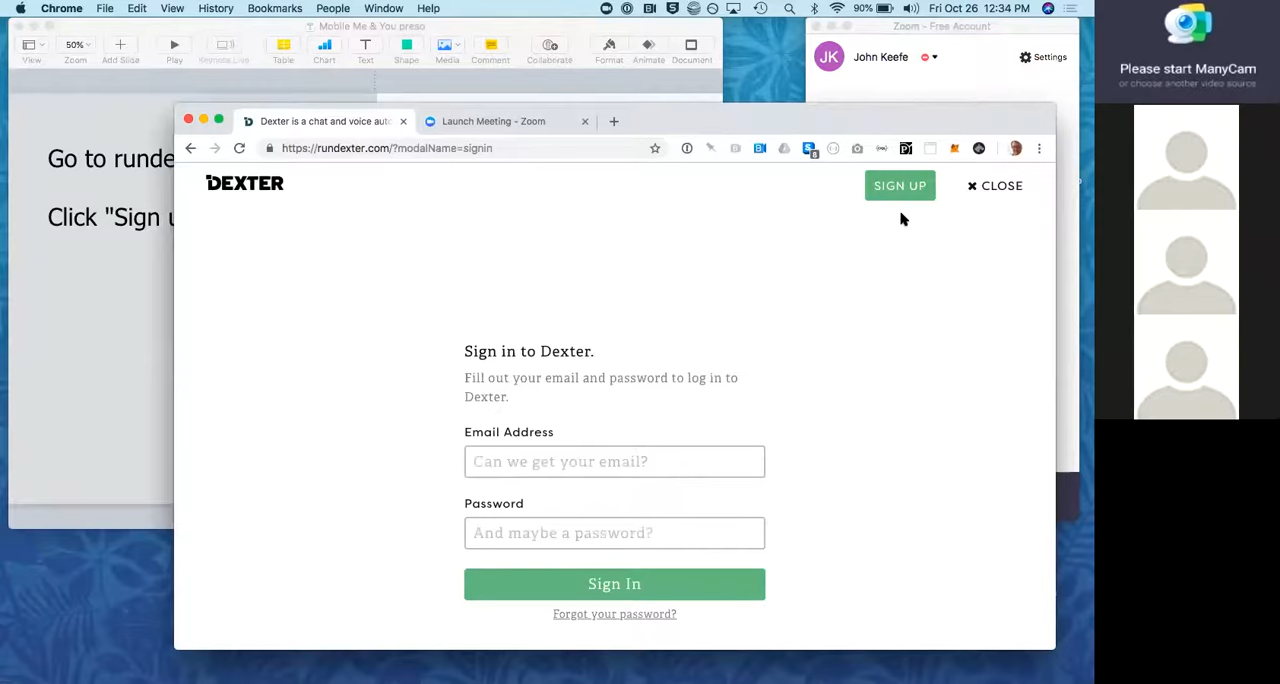 Chrome File Edit View History Bookmarks People Window Help
90% Fri Oct 26 12:34 PM
Mobile Me & You preso
50%
View Zoom Add Slide Play Keynote Live Table Chart Text Shape Media Comment Collaborate Format Animate Document
Zoom - Free Account
JK John Keefe
Settings
Please start ManyCam
or choose another video source
Go to runde
Click "Sign u
Dexter is a chat and voice aut
Launch Meeting - Zoom
https://rundexter.com/?modalName=signin
DEXTER
SIGN UP
CLOSE
Sign in to Dexter.
Fill out your email and password to log in to
Dexter.
Email Address
Can we get your email?
Password
And maybe a password?
Sign In
Forgot your password?